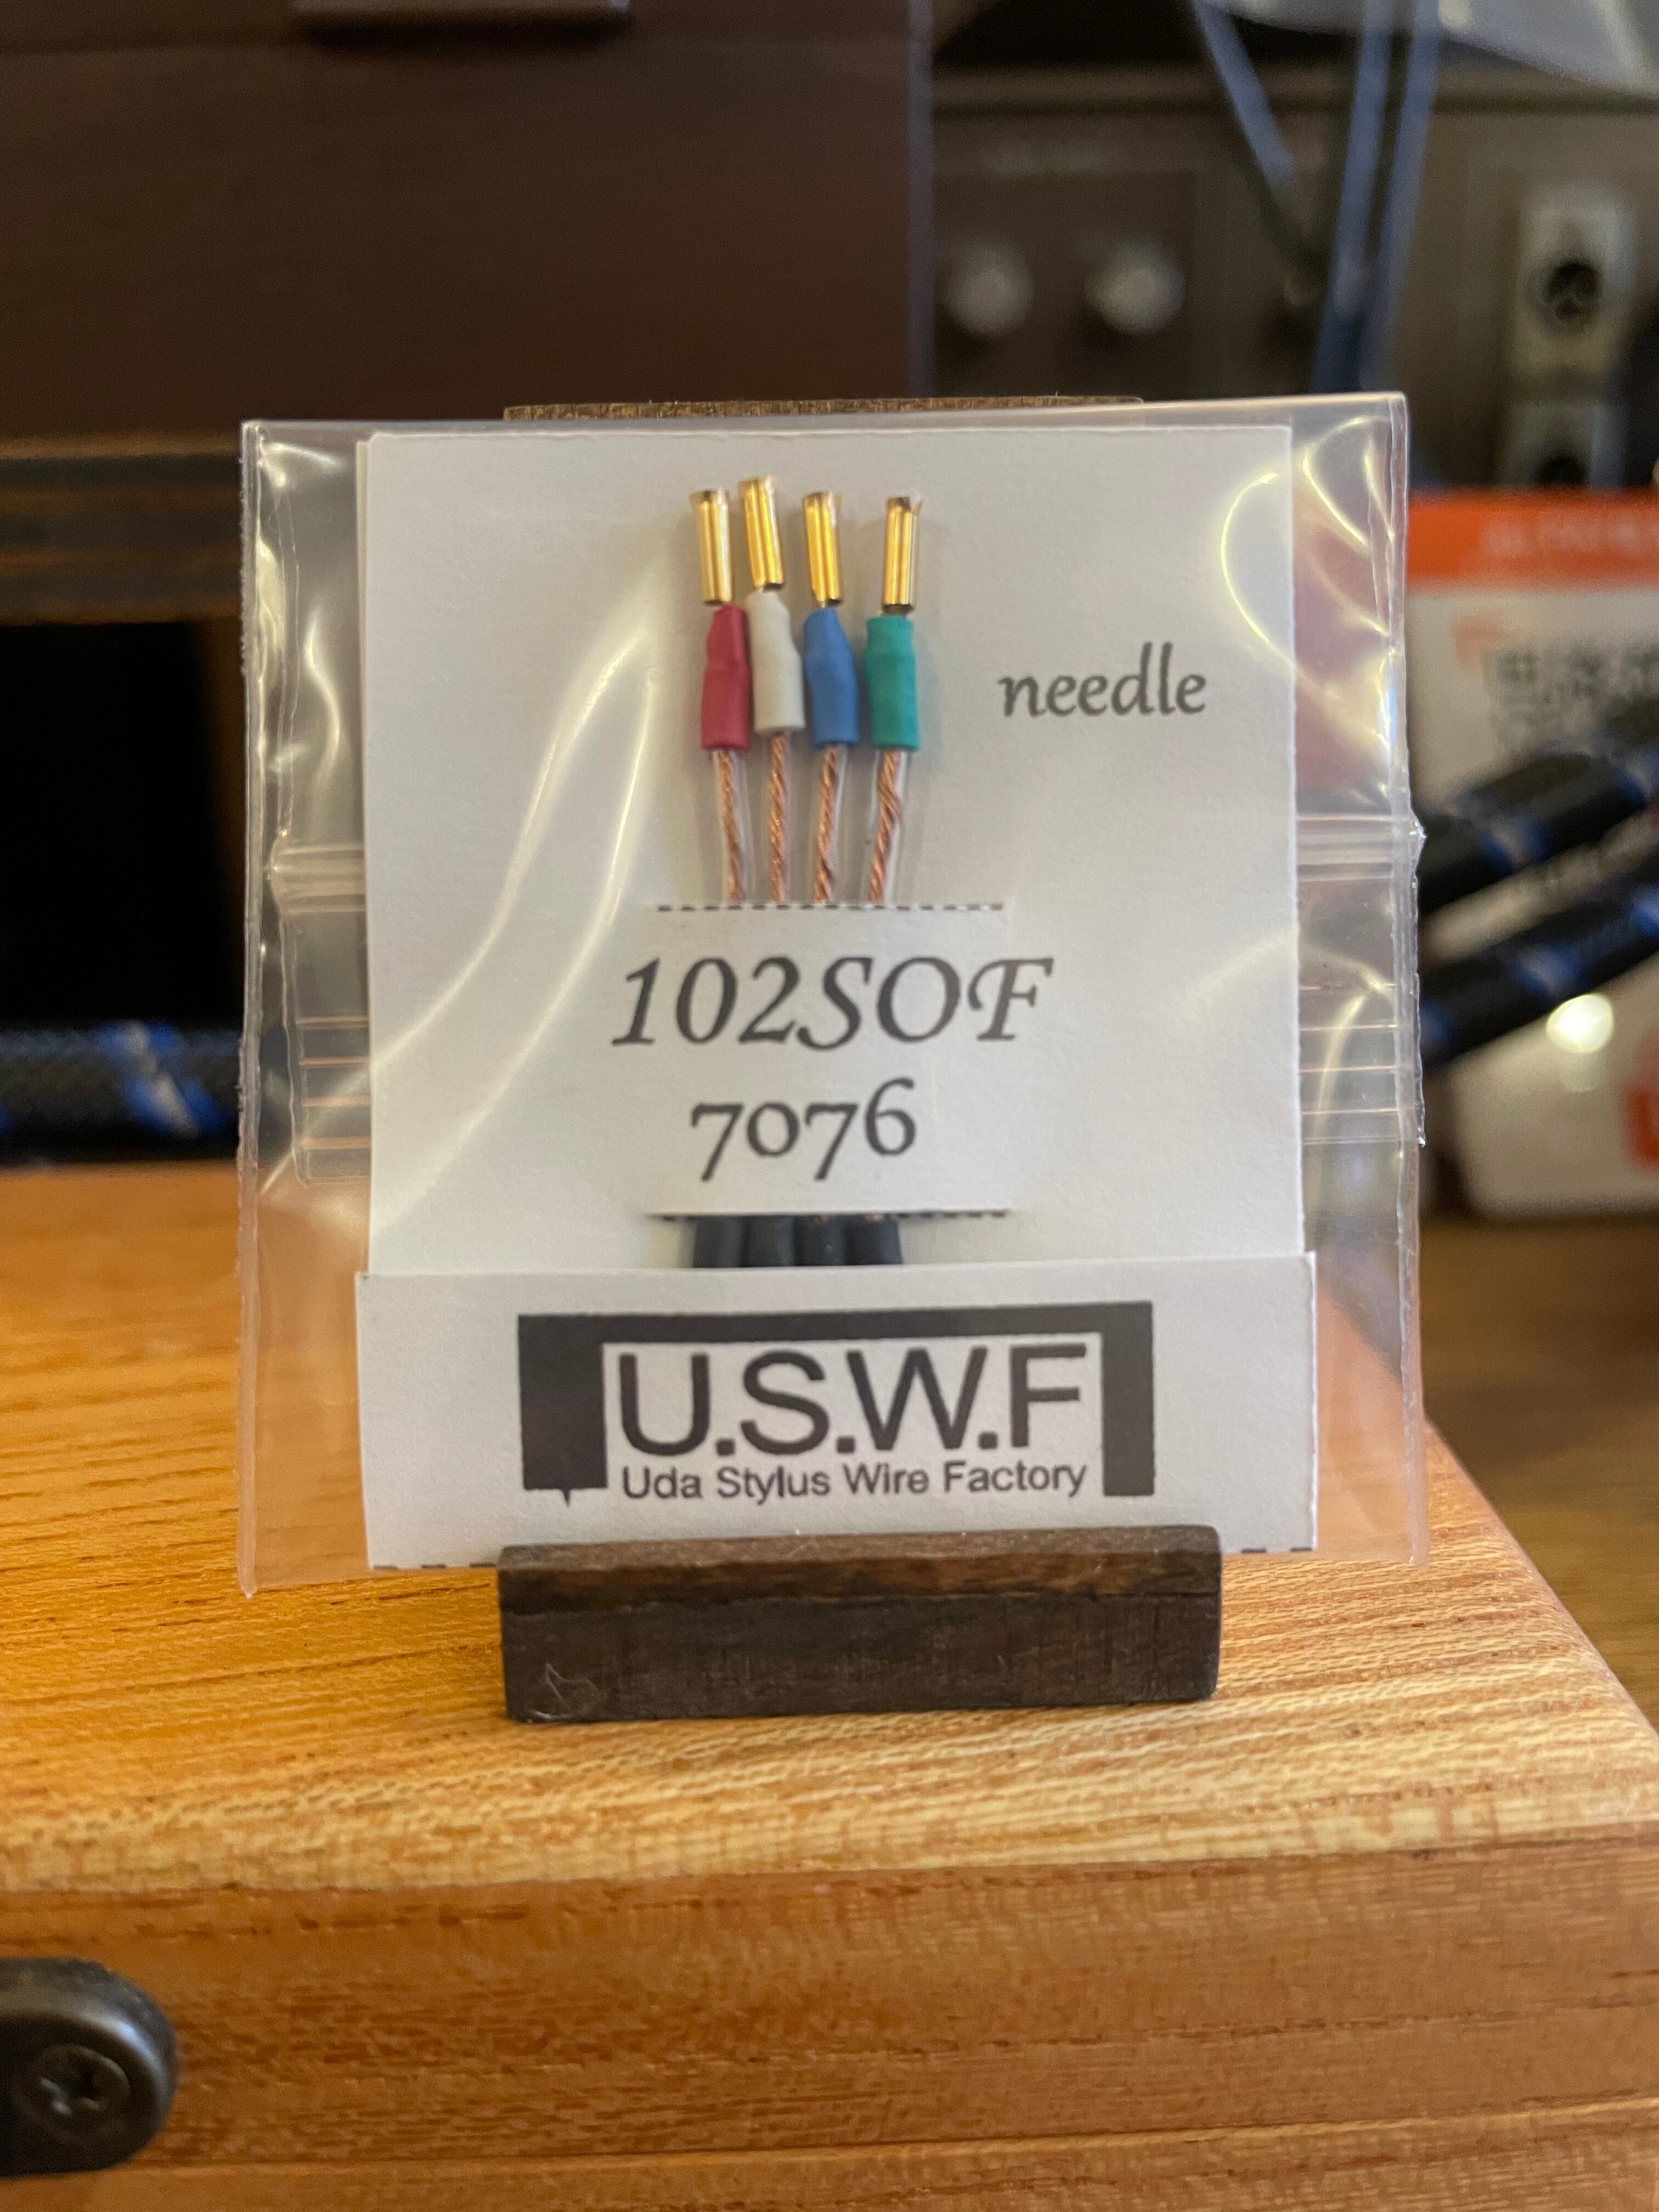 needle
102SOF
7076
U.S.W.F
Uda Stylus Wire Factory